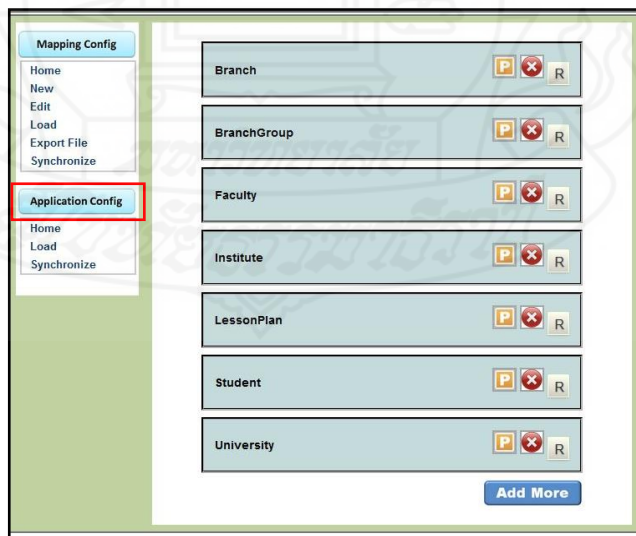 Mapping Config
Home
New
Edit
Load
Export File
Synchronize
Application Config
Home
Load
Synchronize
Branch P R
BranchGroup P R
Faculty P R
Institute P R
LessonPlan P R
Student P R
University P R
Add More